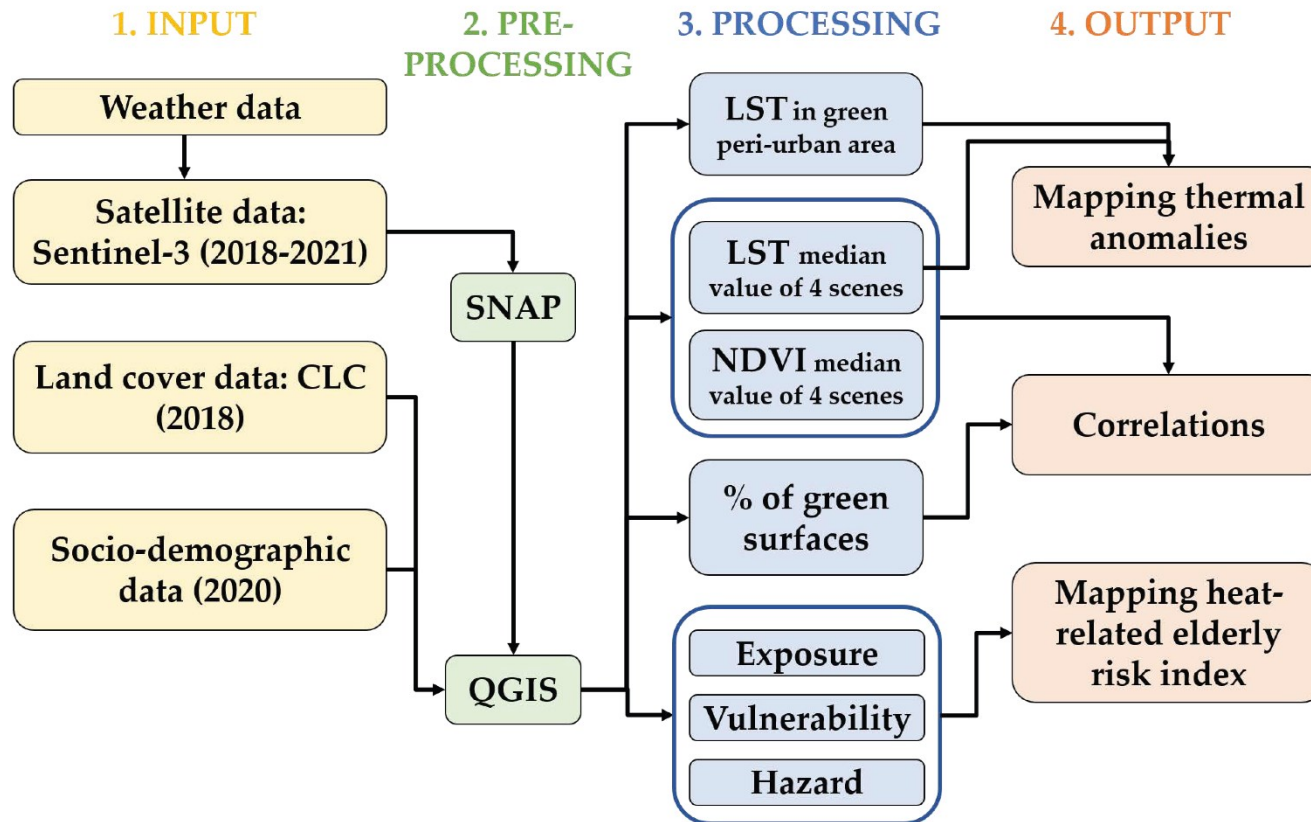 1. INPUT
2. PRE-
PROCESSING
3. PROCESSING
4. OUTPUT
Weather data
Satellite data:
Sentinel-3 (2018-2021)
Land cover data: CLC
(2018)
Socio-demographic
data (2020)
SNAP
QGIS
LST in green
peri-urban area
LST median
value of 4 scenes
NDVI median
value of 4 scenes
% of green
surfaces
Exposure
Vulnerability
Hazard
Mapping thermal
anomalies
Correlations
Mapping heat-
related elderly
risk index